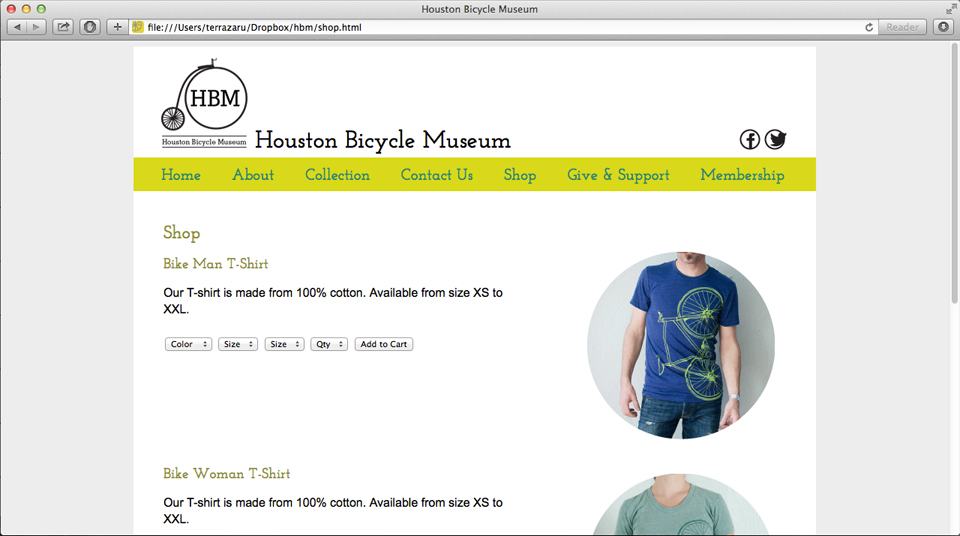 Houston Bicycle Museum
file:///Users/terrazaru/Dropbox/hbm/shop.html
Reader
HBM
Houston Bicycle Museum
Houston Bicycle Museum
Home About Collection Contact Us Shop Give & Support Membership
Shop
Bike Man T-Shirt
Our T-shirt is made from 100% cotton. Available from size XS to
XXL.
Color Size Size Qty Add to Cart
Bike Woman T-Shirt
Our T-shirt is made from 100% cotton. Available from size XS to
XXL.